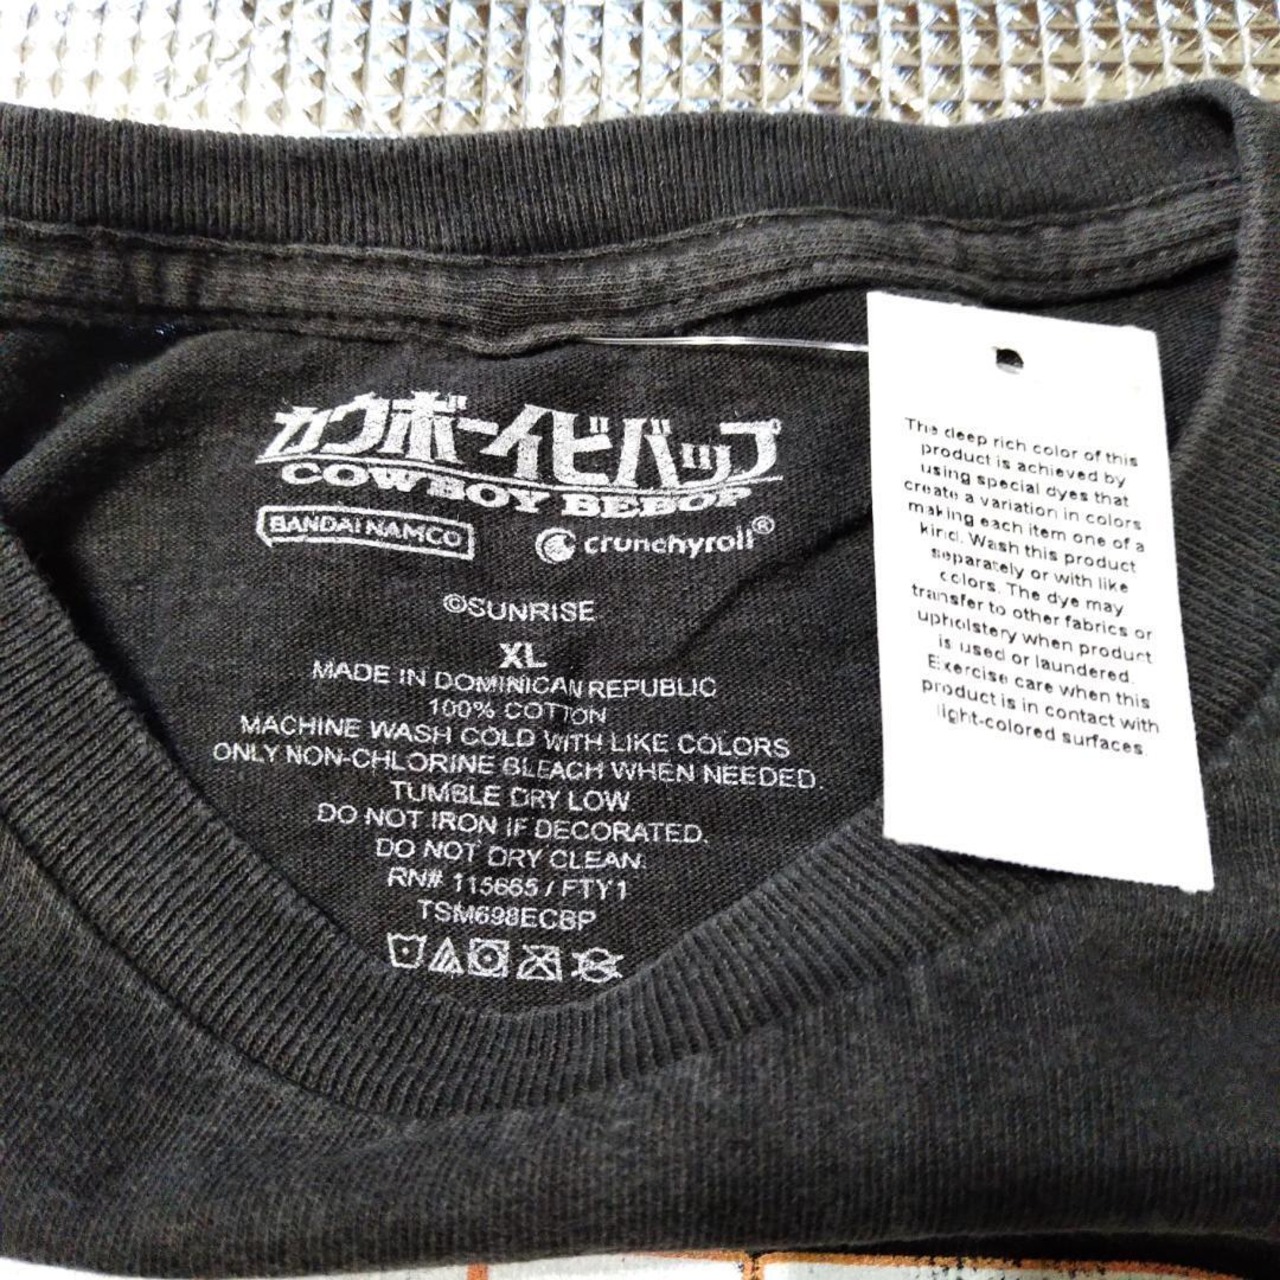 カウボーイビバップ
COWBOY BEBOP
BANDAI NAMCO
crunchyroll®
©SUNRISE
XL
MADE IN DOMINICAN REPUBLIC
100% COTTON
MACHINE WASH COLD WITH LIKE COLORS
ONLY NON-CHLORINE BLEACH WHEN NEEDED.
TUMBLE DRY LOW.
DO NOT IRON IF DECORATED.
DO NOT DRY CLEAN.
RN# 115665 / FTY1
TSM698ECBP
The deep rich color of this
product is achieved by
using special dyes that
create a variation in colors
making each item one of a
kind. Wash this product
separately or with like
colors. The dye may
transfer to other fabrics or
upholstery when product
is used or laundered.
Exercise care when this
product is in contact with
light-colored surfaces.